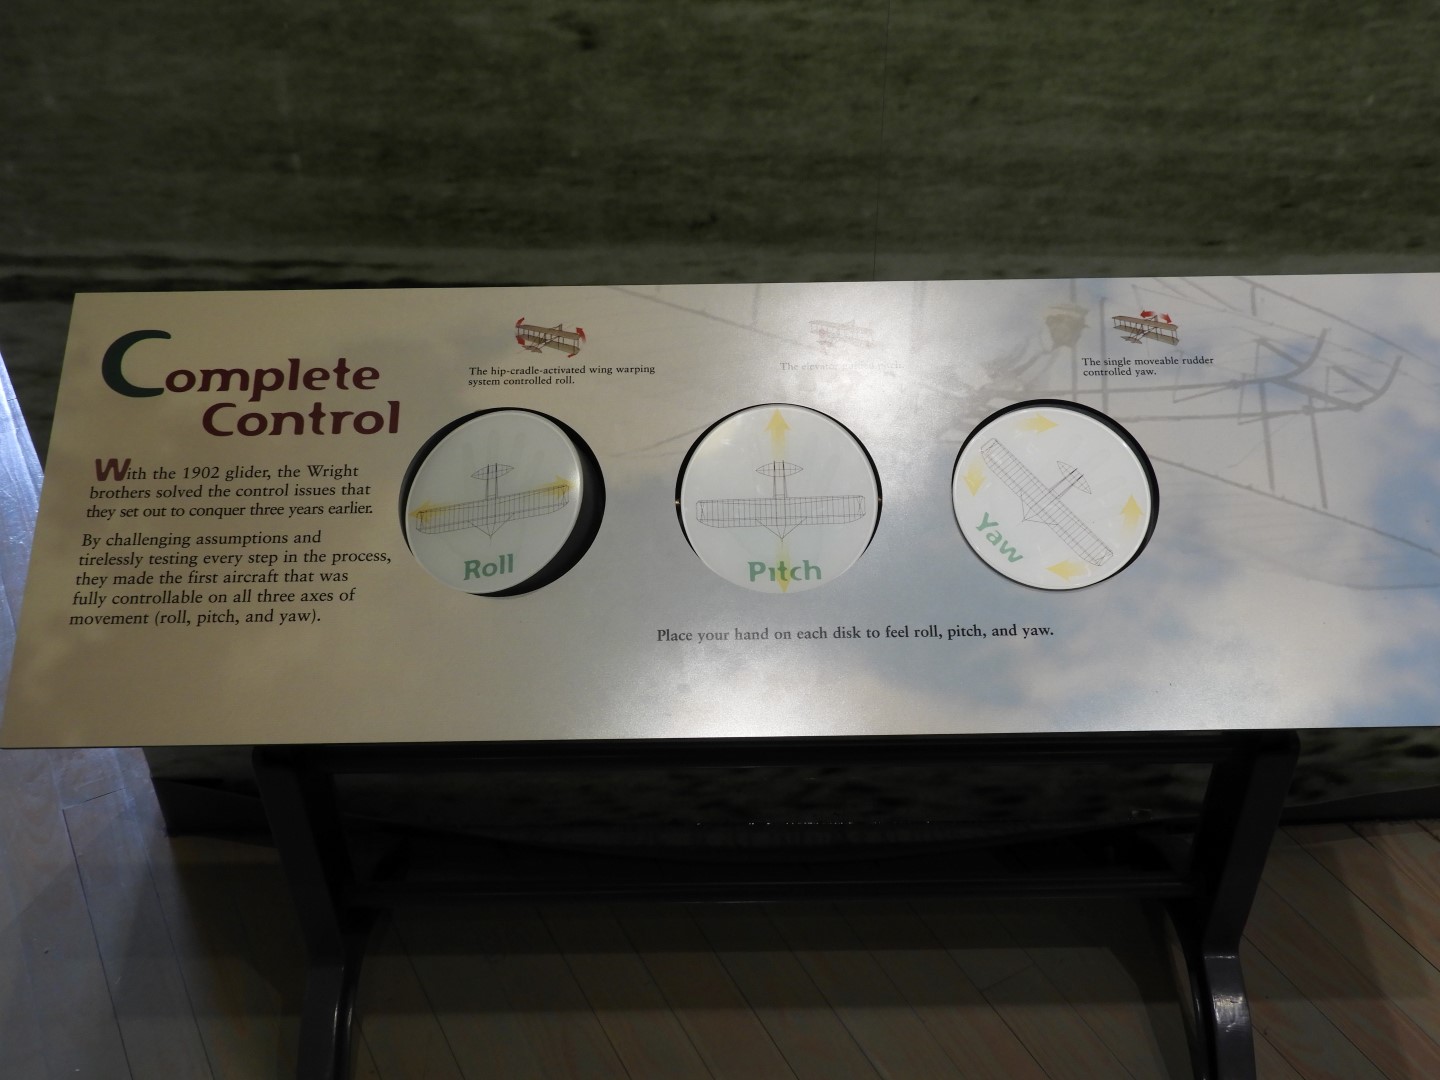 Complete
Control
With the 1902 glider, the Wright
brothers solved the control issues that
they set out to conquer three years earlier.
By challenging assumptions and
tirelessly testing every step in the process,
they made the first aircraft that was
fully controllable on all three axes of
movement (roll, pitch, and yaw).
The hip-cradle-activated wing warping
system controlled roll.
Roll
The elevator controlled pitch.
Pitch
The single moveable rudder
controlled yaw.
Yaw
Place your hand on each disk to feel roll, pitch, and yaw.